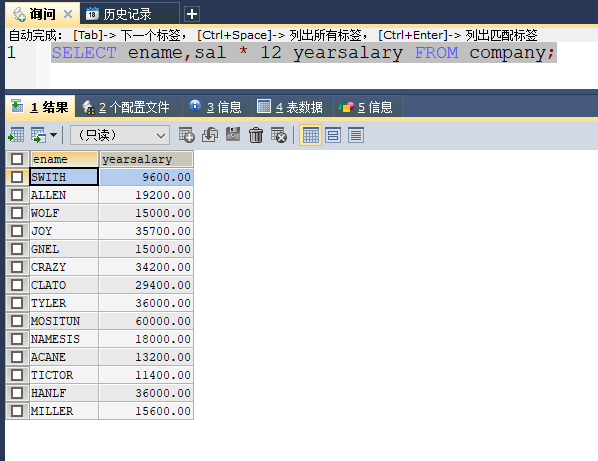 询问 历史记录
自动完成: [Tab]-> 下一个标签, [Ctrl+Space]-> 列出所有标签, [Ctrl+Enter]-> 列出匹配标签
1 SELECT ename,sal * 12 yearsalary FROM company;
1 结果 2 个配置文件 3 信息 4 表数据 5 信息
(只读)
ename yearsalary
SWITH 9600.00
ALLEN 19200.00
WOLF 15000.00
JOY 35700.00
GNEL 15000.00
CRAZY 34200.00
CLATO 29400.00
TYLER 36000.00
MOSITUN 60000.00
NAMESIS 18000.00
ACANE 13200.00
TICTOR 11400.00
HANLF 36000.00
MILLER 15600.00